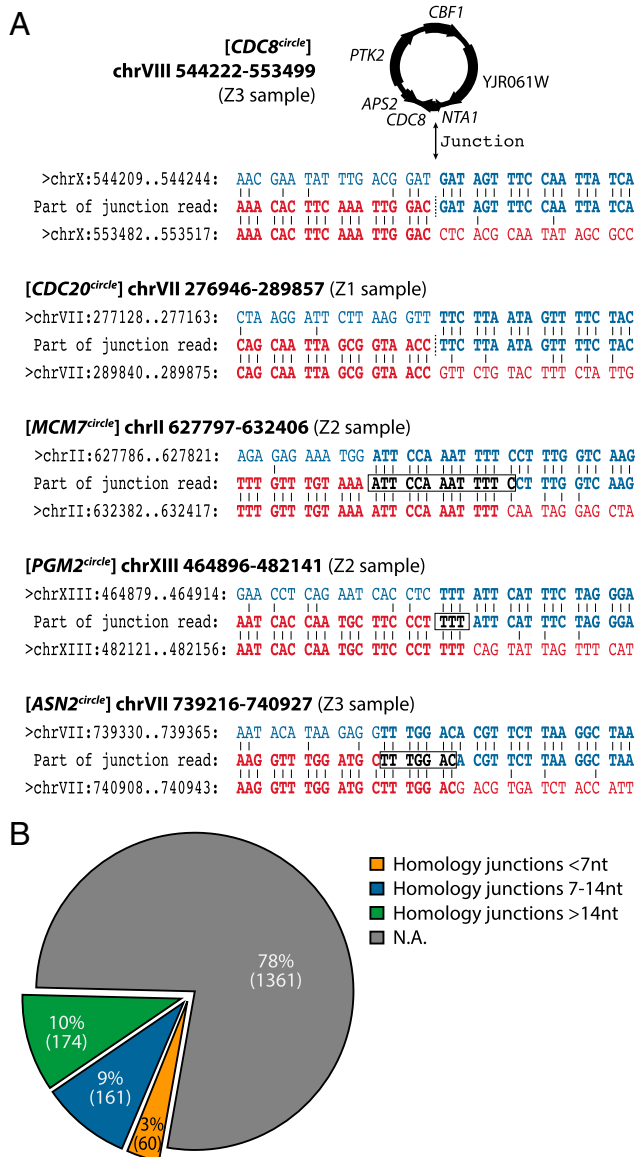 A
[CDC8circle]
chrVIII 544222-553499
(Z3 sample)
CBF1
PTK2
YJR061W
APS2
CDC8
NTA1
Junction
>chrX:544209..544244: AAC GAA TAT TTG ACG GAT GAT AGT TTC CAA TTA TCA
Part of junction read: AAA CAC TTC AAA TTG GAC GAT AGT TTC CAA TTA TCA
>chrX:553482..553517: AAA CAC TTC AAA TTG GAC CTC ACG CAA TAT AGC GCC
[CDC20circle] chrVII 276946-289857 (Z1 sample)
>chrVII:277128..277163: CTA AGG ATT CTT AAG GTT TTC TTA ATA GTT TTC TAC
Part of junction read: CAG CAA TTA GCG GTA ACC TTC TTA ATA GTT TTC TAC
>chrVII:289840..289875: CAG CAA TTA GCG GTA ACC GTT CTG TAC TTT CTA TTG
[MCM7circle] chrII 627797-632406 (Z2 sample)
>chrII:627786..627821: AGA GAG AAA TGG ATT CCA AAT TTT CCT TTG GTC AAG
Part of junction read: TTT GTT TGT AAA ATT CCA AAT TTT C CT TTG GTC AAG
>chrII:632382..632417: TTT GTT TGT AAA ATT CCA AAT TTT CAA TAG GAG CTA
[PGM2circle] chrXIII 464896-482141 (Z2 sample)
>chrXIII:464879..464914: GAA CCT CAG AAT CAC CTC TTT ATT CAT TTC TAG GGA
Part of junction read: AAT CAC CAA TGC TTC CCT TTT ATT CAT TTC TAG GGA
>chrXIII:482121..482156: AAT CAC CAA TGC TTC CCT TTT CAG TAT TAG TTT CAT
[ASN2circle] chrVII 739216-740927 (Z3 sample)
>chrVII:739330..739365: AAT ACA TAA GAG GTT TGG ACA CGT TCT TAA GGC TAA
Part of junction read: AAG GTT TGG ATG CTT TGG ACA CGT TCT TAA GGC TAA
>chrVII:740908..740943: AAG GTT TGG ATG CTT TGG ACG ACG TGA TCT ACC ATT
B
Homology junctions <7nt
Homology junctions 7-14nt
Homology junctions >14nt
N.A.
78%
(1361)
10%
(174)
9%
(161)
3%
(60)